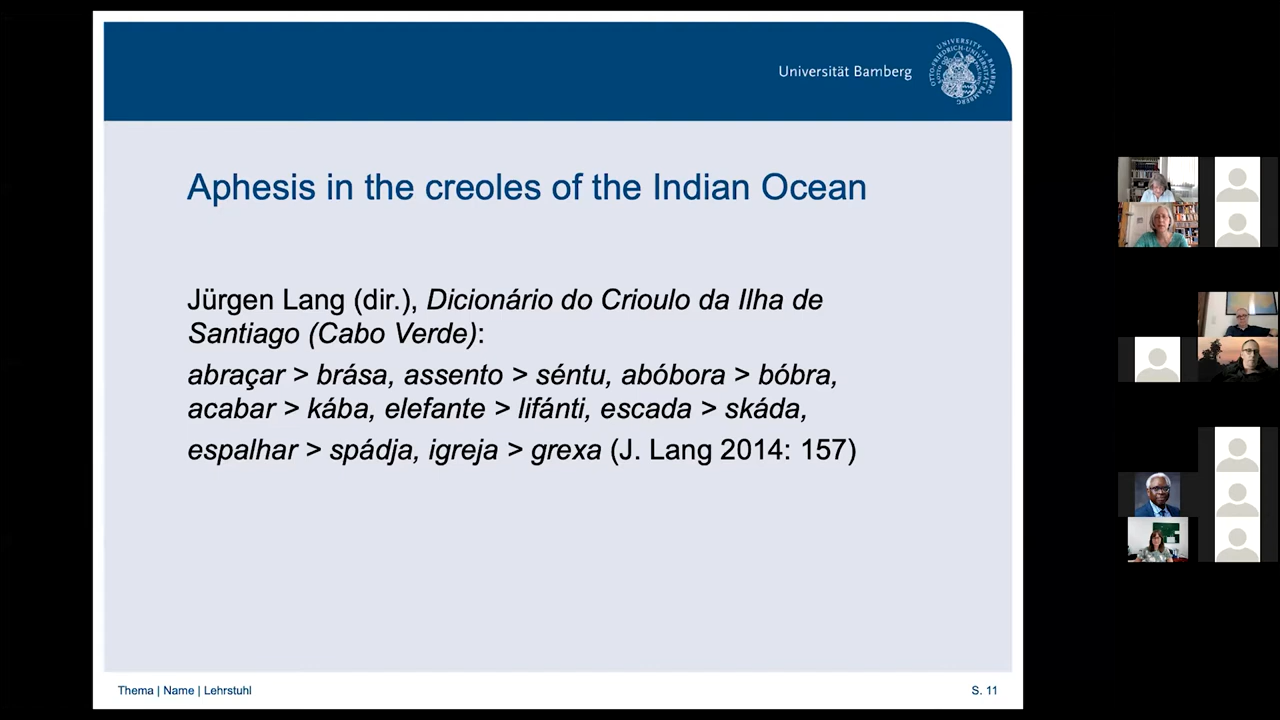 Universität Bamberg
Aphesis in the creoles of the Indian Ocean
Jürgen Lang (dir.), Dicionário do Crioulo da Ilha de
Santiago (Cabo Verde):
abraçar > brása, assento > séntu, abóbora > bóbra,
acabar > kába, elefante > lifánti, escada > skáda,
espalhar > spádja, igreja > grexa (J. Lang 2014: 157)
Thema | Name | Lehrstuhl
S. 11